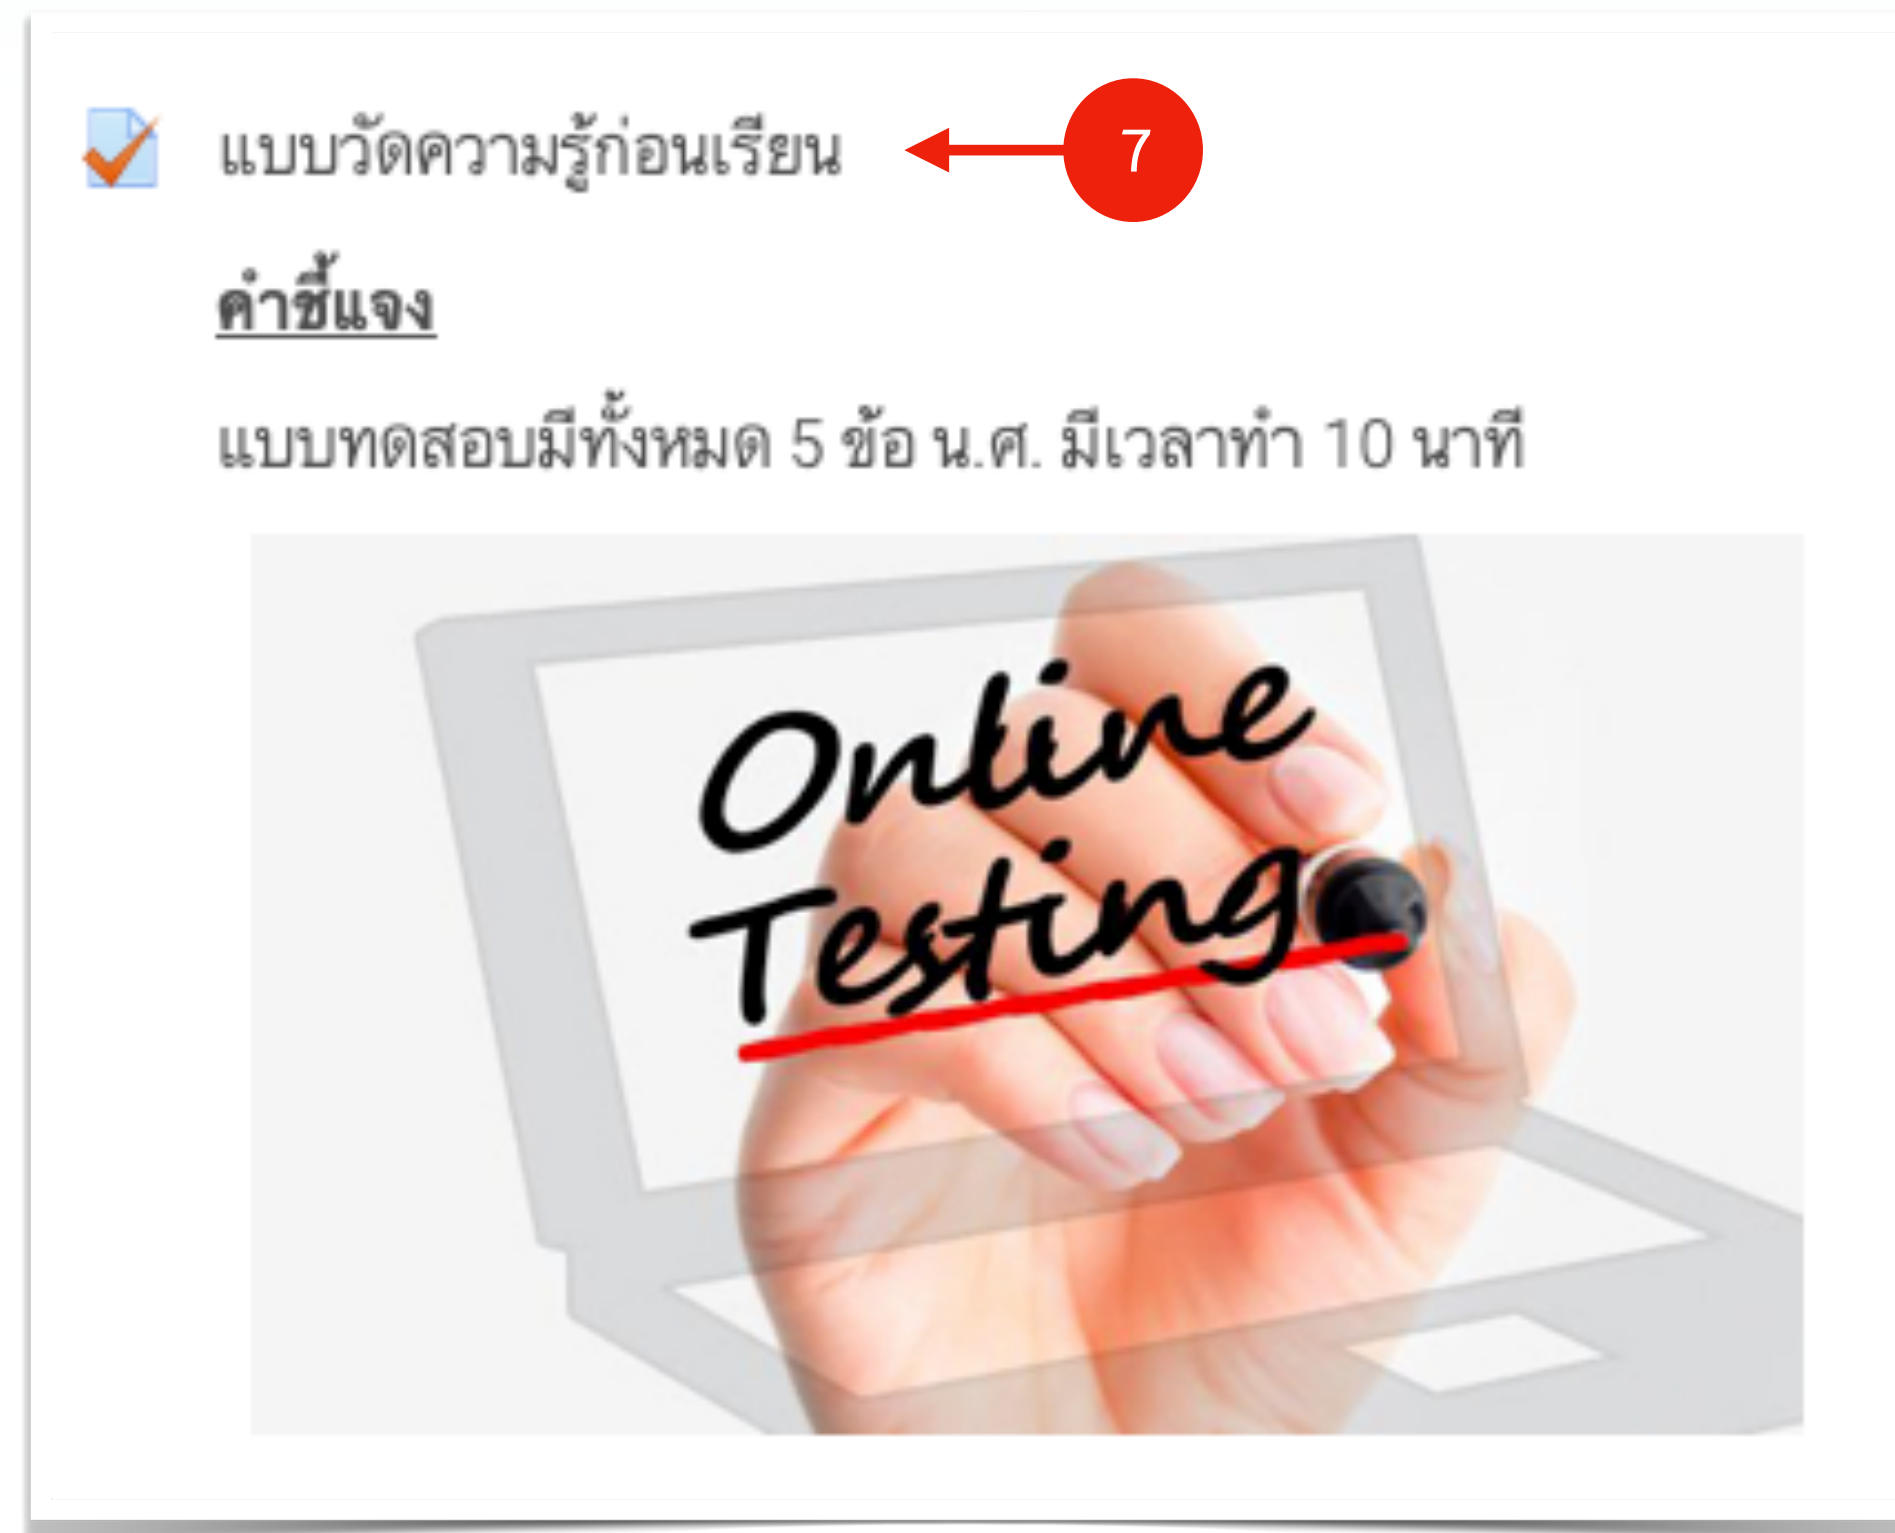 แบบวัดความรู้ก่อนเรียน
7
คำชี้แจง
แบบทดสอบมีทั้งหมด 5 ข้อ น.ศ. มีเวลาทำ 10 นาที
Online
Testing